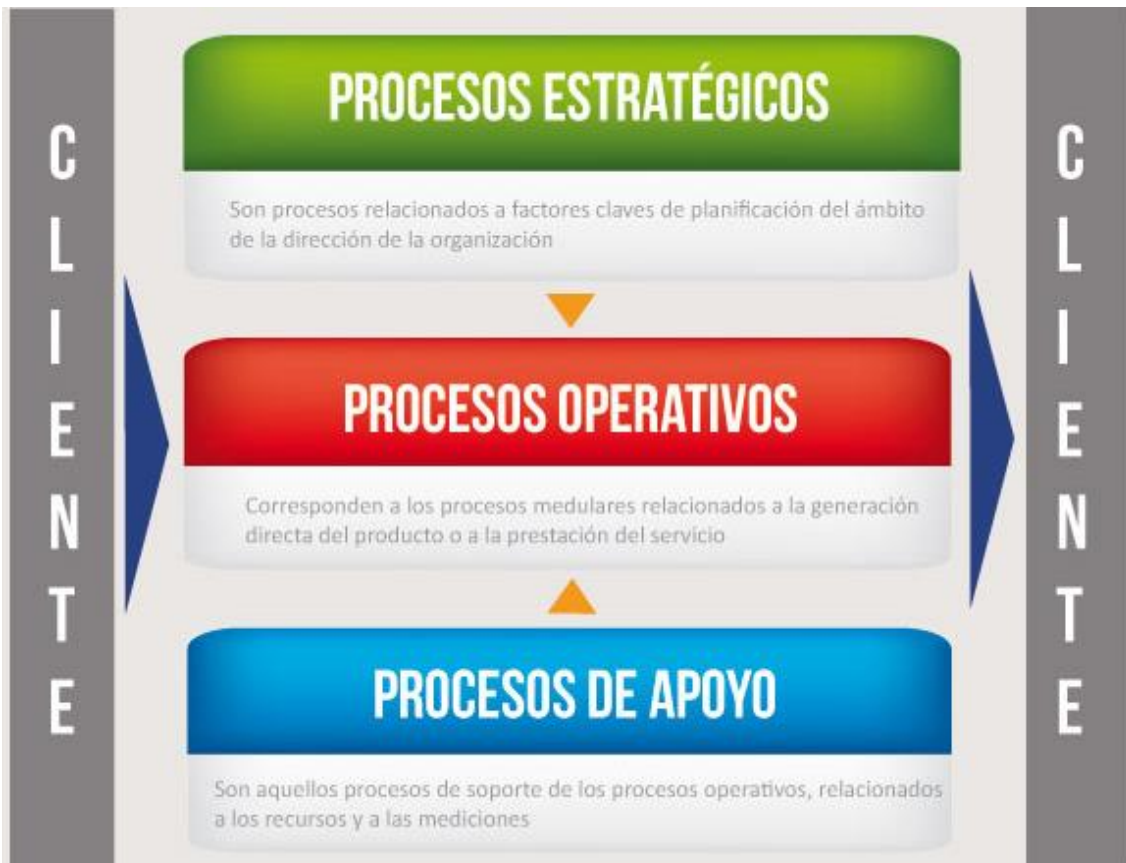 CLIENTE
PROCESOS ESTRATÉGICOS
Son procesos relacionados a factores claves de planificación del ámbito
de la dirección de la organización
PROCESOS OPERATIVOS
Corresponden a los procesos medulares relacionados a la generación
directa del producto o a la prestación del servicio
PROCESOS DE APOYO
Son aquellos procesos de soporte de los procesos operativos, relacionados
a los recursos y a las mediciones
CLIENTE